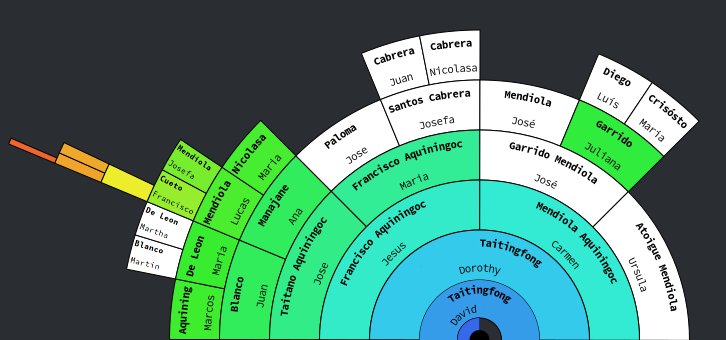 Cabrera
Juan
Cabrera
Nicolasa
Diego
Luis
Crisósto
Maria
Paloma
Jose
Santos Cabrera
Josefa
Mendiola
José
Garrido
Juliana
Nicolasa
Maria
Mendiola
Josefa
Cueto
Francisco
Mendiola
Lucas
Manajane
Ana
De Leon
Martha
Blanco
Martin
De Leon
Maria
Aquining
Marcos
Blanco
Juan
Taitano Aquiningoc
Jose
Francisco Aquiningoc
Maria
Garrido Mendiola
José
Atoigue Mendiola
Ursula
Francisco Aquiningoc
Jesus
Mendiola Aquiningoc
Carmen
Taitingfong
Dorothy
Taitingfong
David